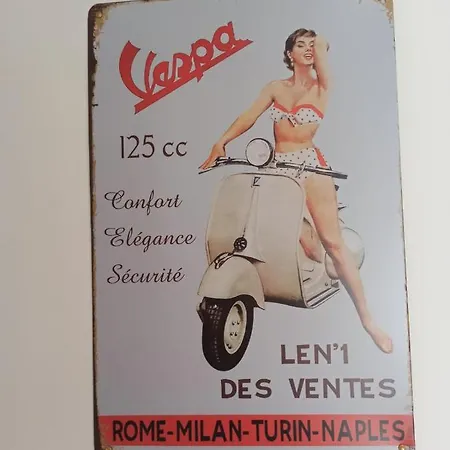 Vespa
125 cc
Confort
Elégance
Sécurité
LEN'1
DES VENTES
ROME-MILAN-TURIN-NAPLES